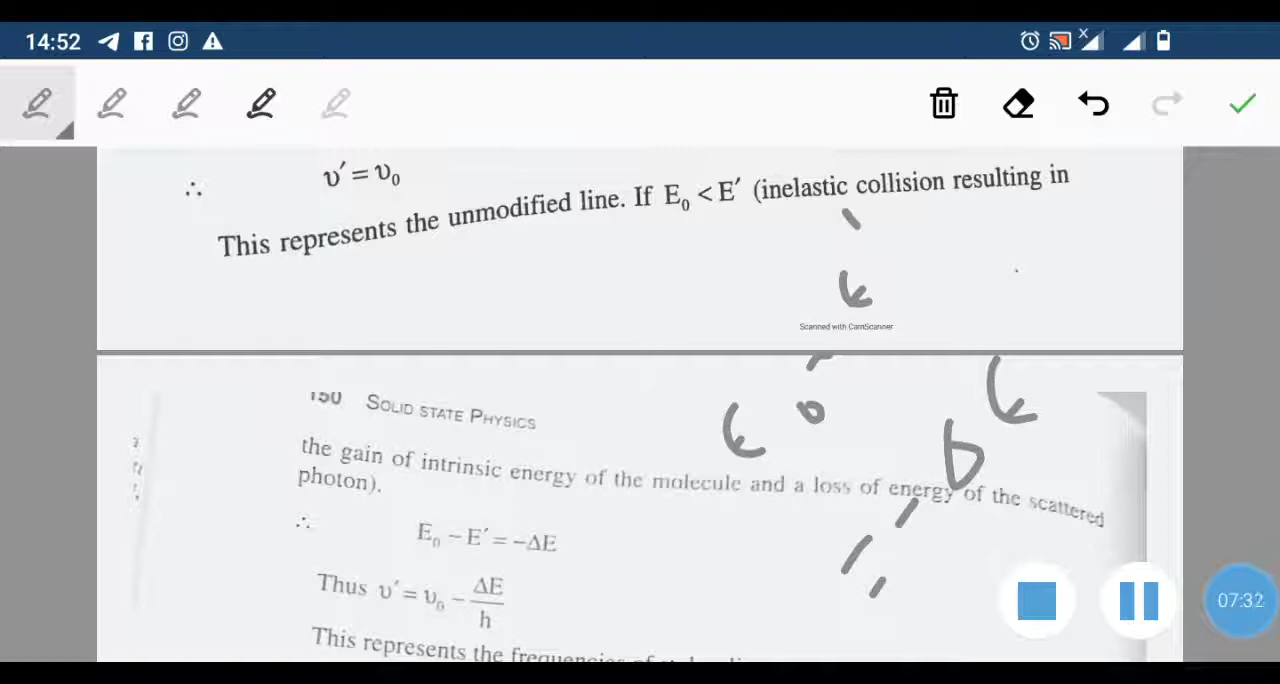 14:52
∴ υ′ = υ₀
This represents the unmodified line. If E₀ < E′ (inelastic collision resulting in
Scanned with CamScanner
150 SOLID STATE PHYSICS
the gain of intrinsic energy of the molecule and a loss of energy of the scattered
photon).
∴ E₀ − E′ = −ΔE
Thus υ′ = υ₀ − ΔE/h
This represents the frequencies of
07:32